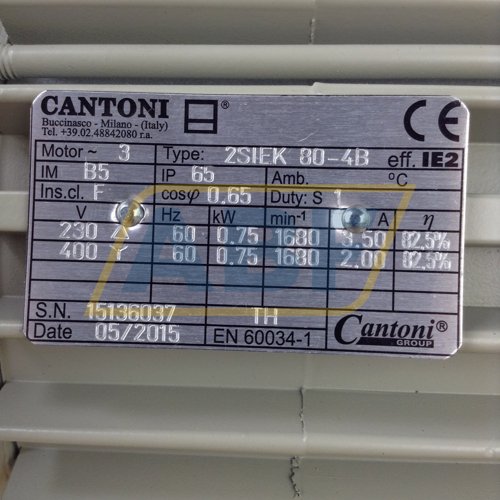 CANTONI ®
Buccinasco - Milano - (Italy)
Tel. +39.02.48842080 r.a.
CE
Motor ~ 3 Type: 2SIEK 80-4B eff. IE2
IM B5 IP 65 Amb. °C
Ins.cl. F cosφ 0.65 Duty: S 1
V Hz kW min⁻¹ A η
230 Δ 60 0.75 1680 3.50 82,5%
400 Y 60 0.75 1680 2.00 82,5%
S.N. 15136037 TH
Date 05/2015 EN 60034-1 Cantoni®
GROUP
ABI